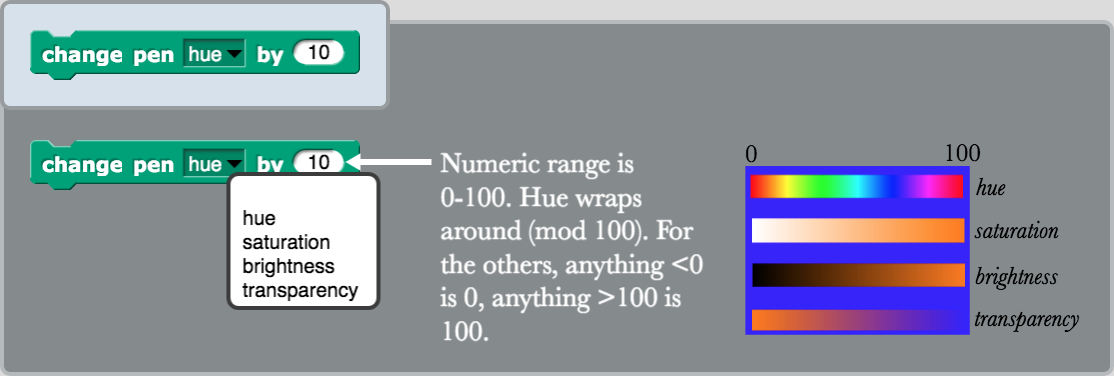 change pen hue by 10
change pen hue by 10
hue
saturation
brightness
transparency
Numeric range is
0-100. Hue wraps
around (mod 100). For
the others, anything <0
is 0, anything >100 is
100.
0 100
hue
saturation
brightness
transparency